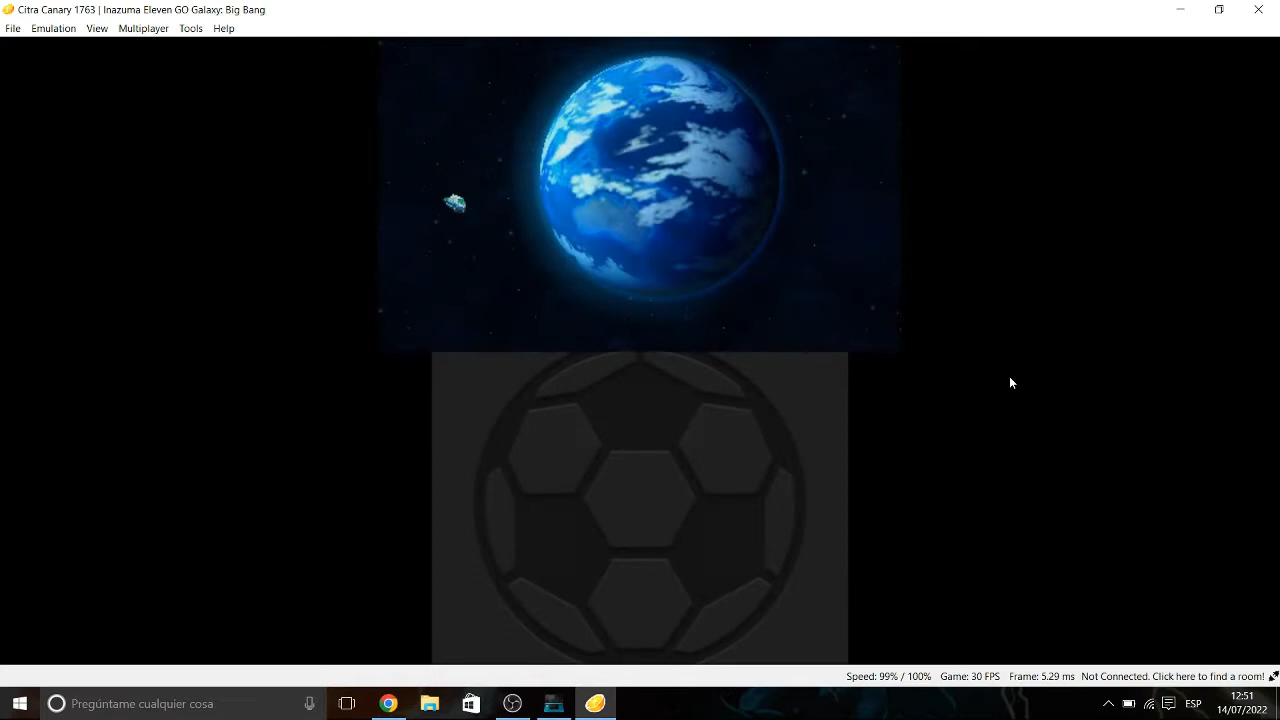 Citra Canary 1763 | Inazuma Eleven GO Galaxy: Big Bang
File Emulation View Multiplayer Tools Help
Speed: 99% / 100% Game: 30 FPS Frame: 5.29 ms Not Connected. Click here to find a room!
Pregúntame cualquier cosa
ESP
12:51
14/07/2022